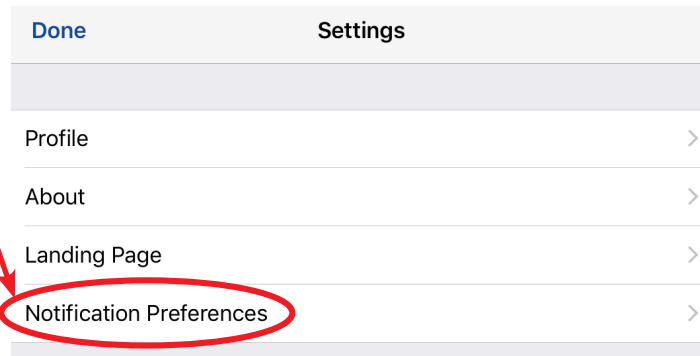 Done Settings
Profile
About
Landing Page
Notification Preferences